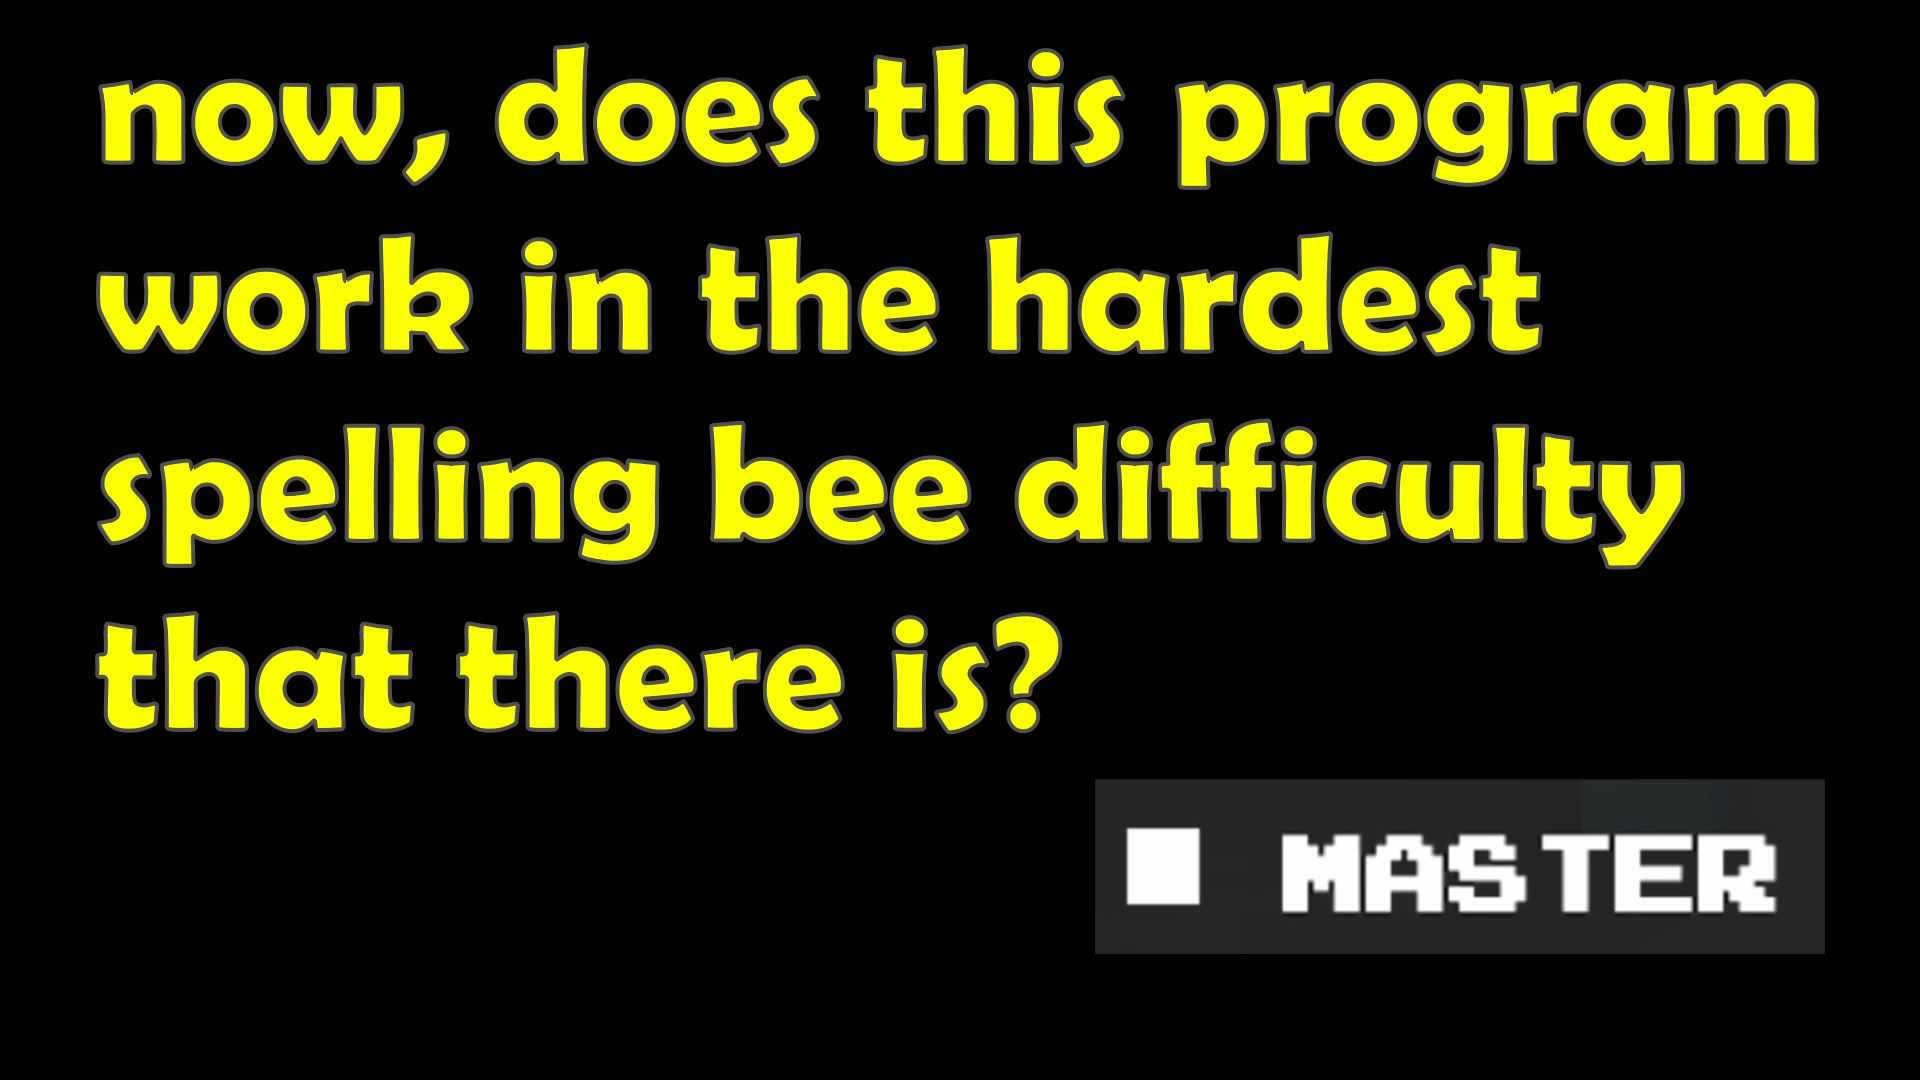 now, does this program
work in the hardest
spelling bee difficulty
that there is?
MASTER